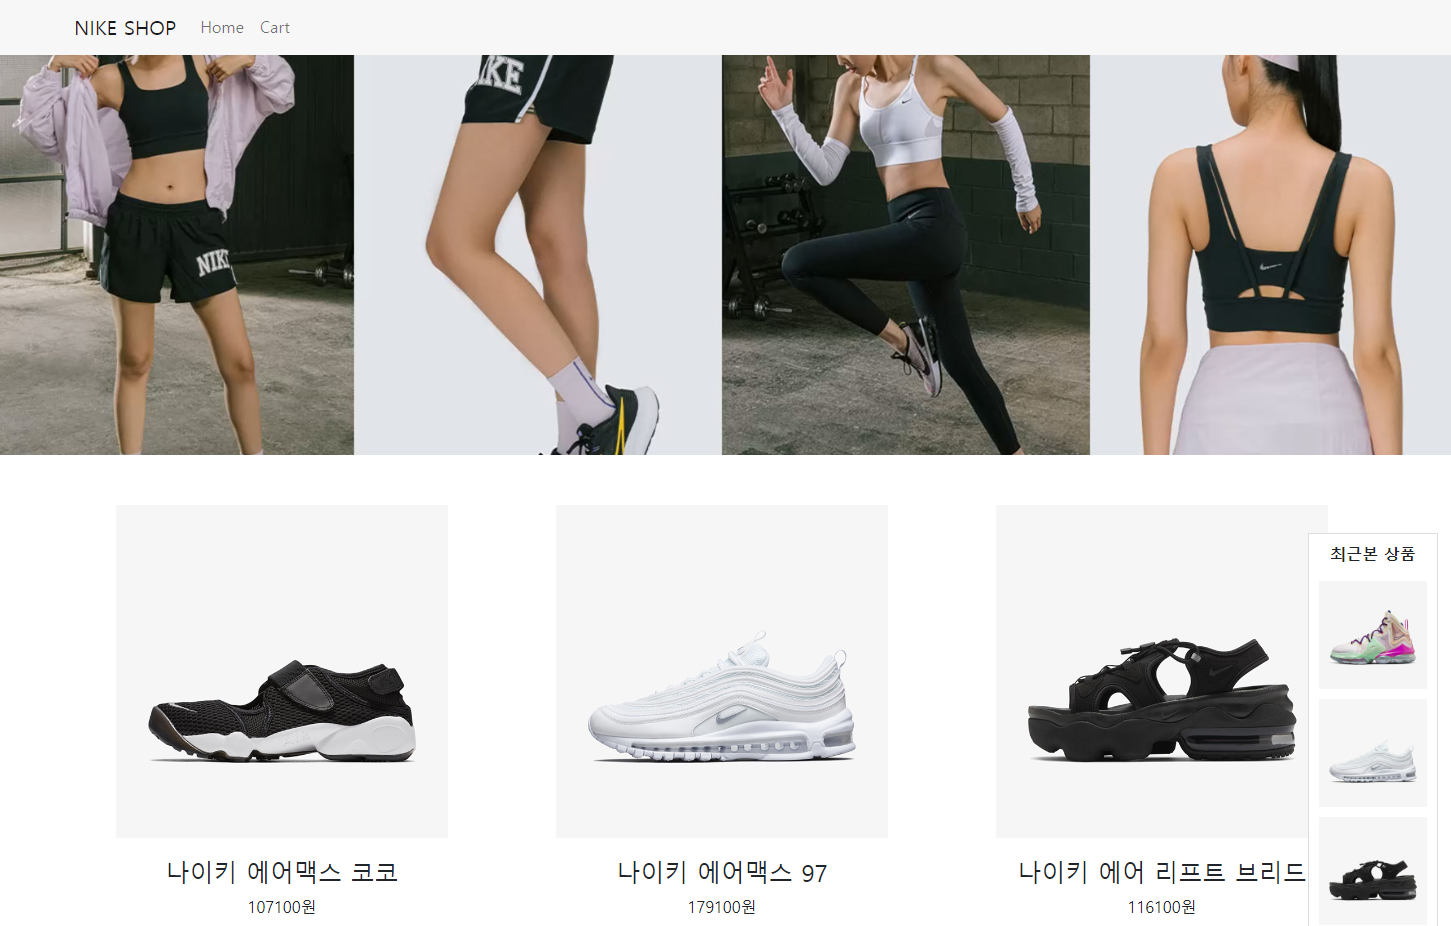 NIKE SHOP Home Cart
NIKE
NIKE
최근본 상품
나이키 에어맥스 코코
107100원
나이키 에어맥스 97
179100원
나이키 에어 리프트 브리드
116100원